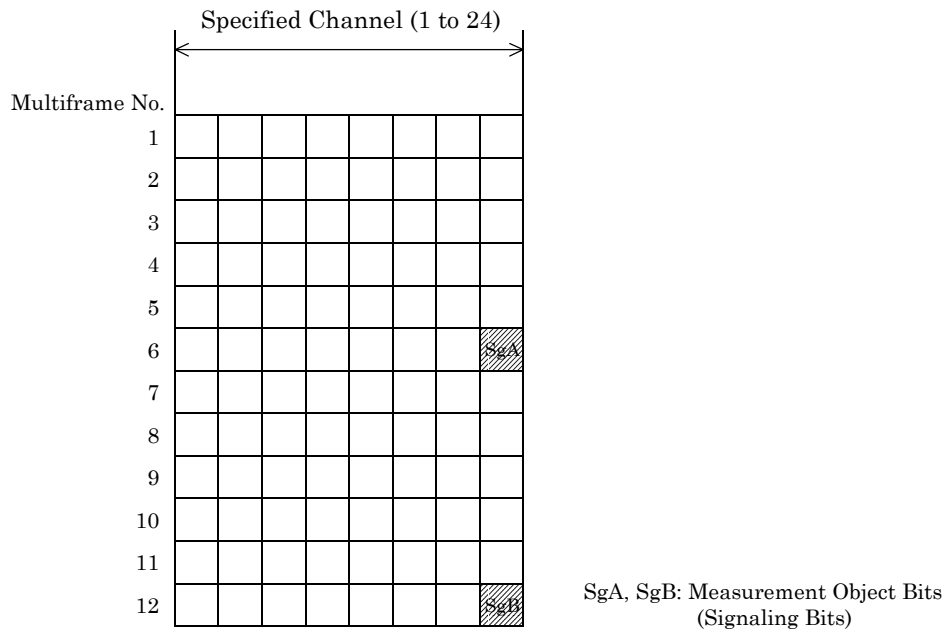 Specified Channel (1 to 24)
Multiframe No.
1
2
3
4
5
6
SgA
7
8
9
10
11
12
SgB
SgA, SgB: Measurement Object Bits
(Signaling Bits)